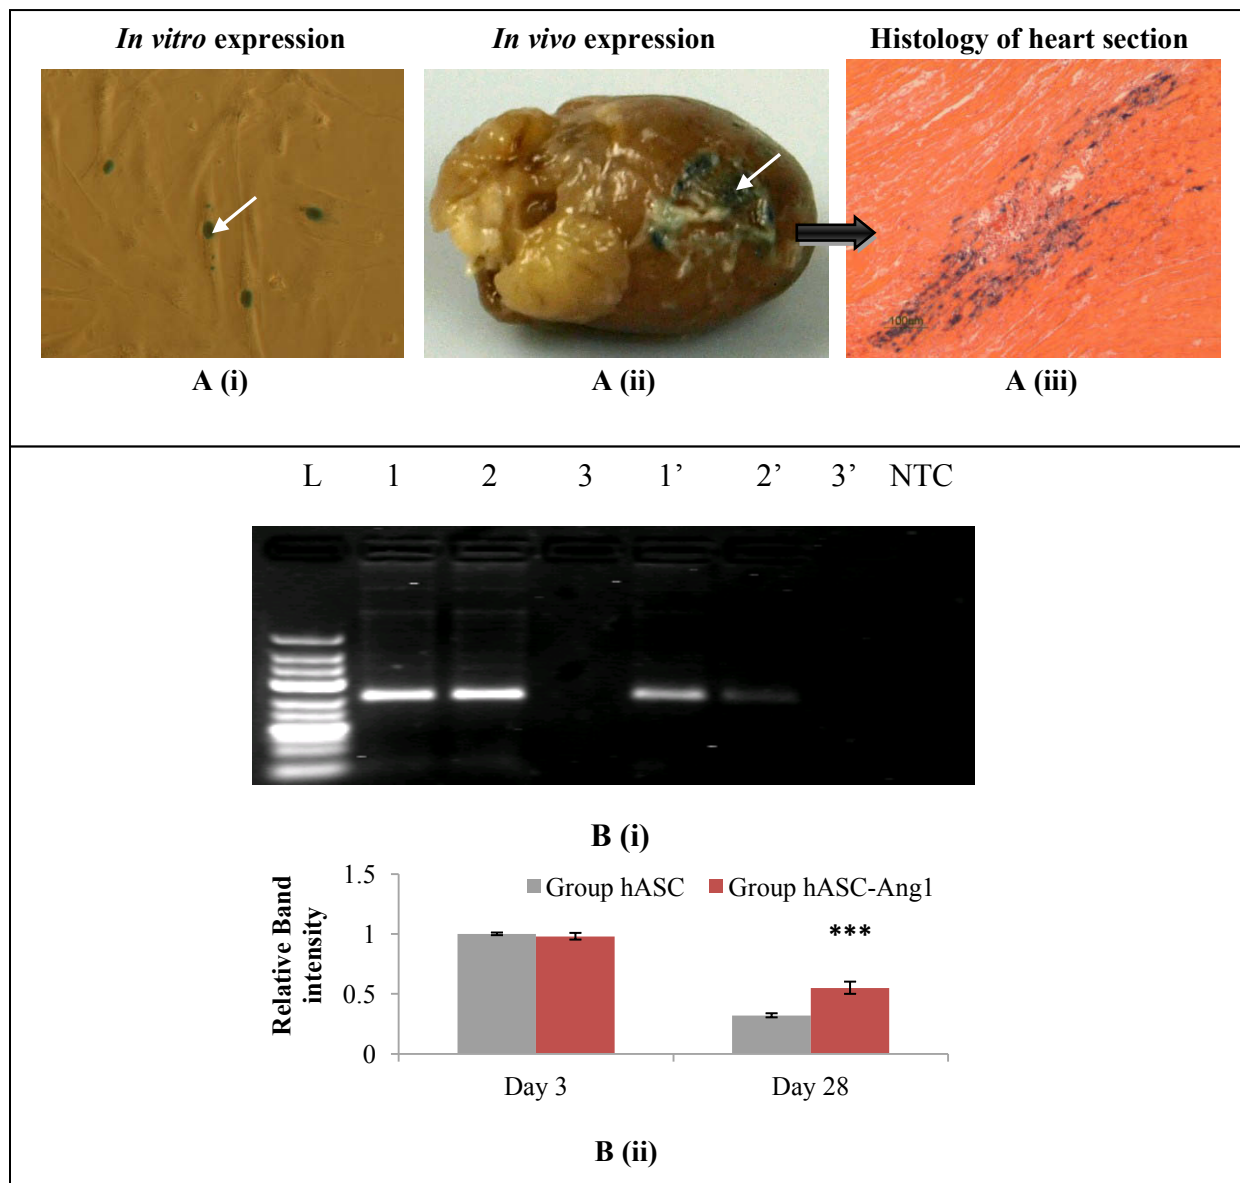 In vitro expression In vivo expression Histology of heart section
100nm
A (i) A (ii) A (iii)
L 1 2 3 1’ 2’ 3’ NTC
B (i)
Relative Band
intensity
1.5
1
0.5
0
Group hASC Group hASC-Ang1
***
Day 3 Day 28
B (ii)